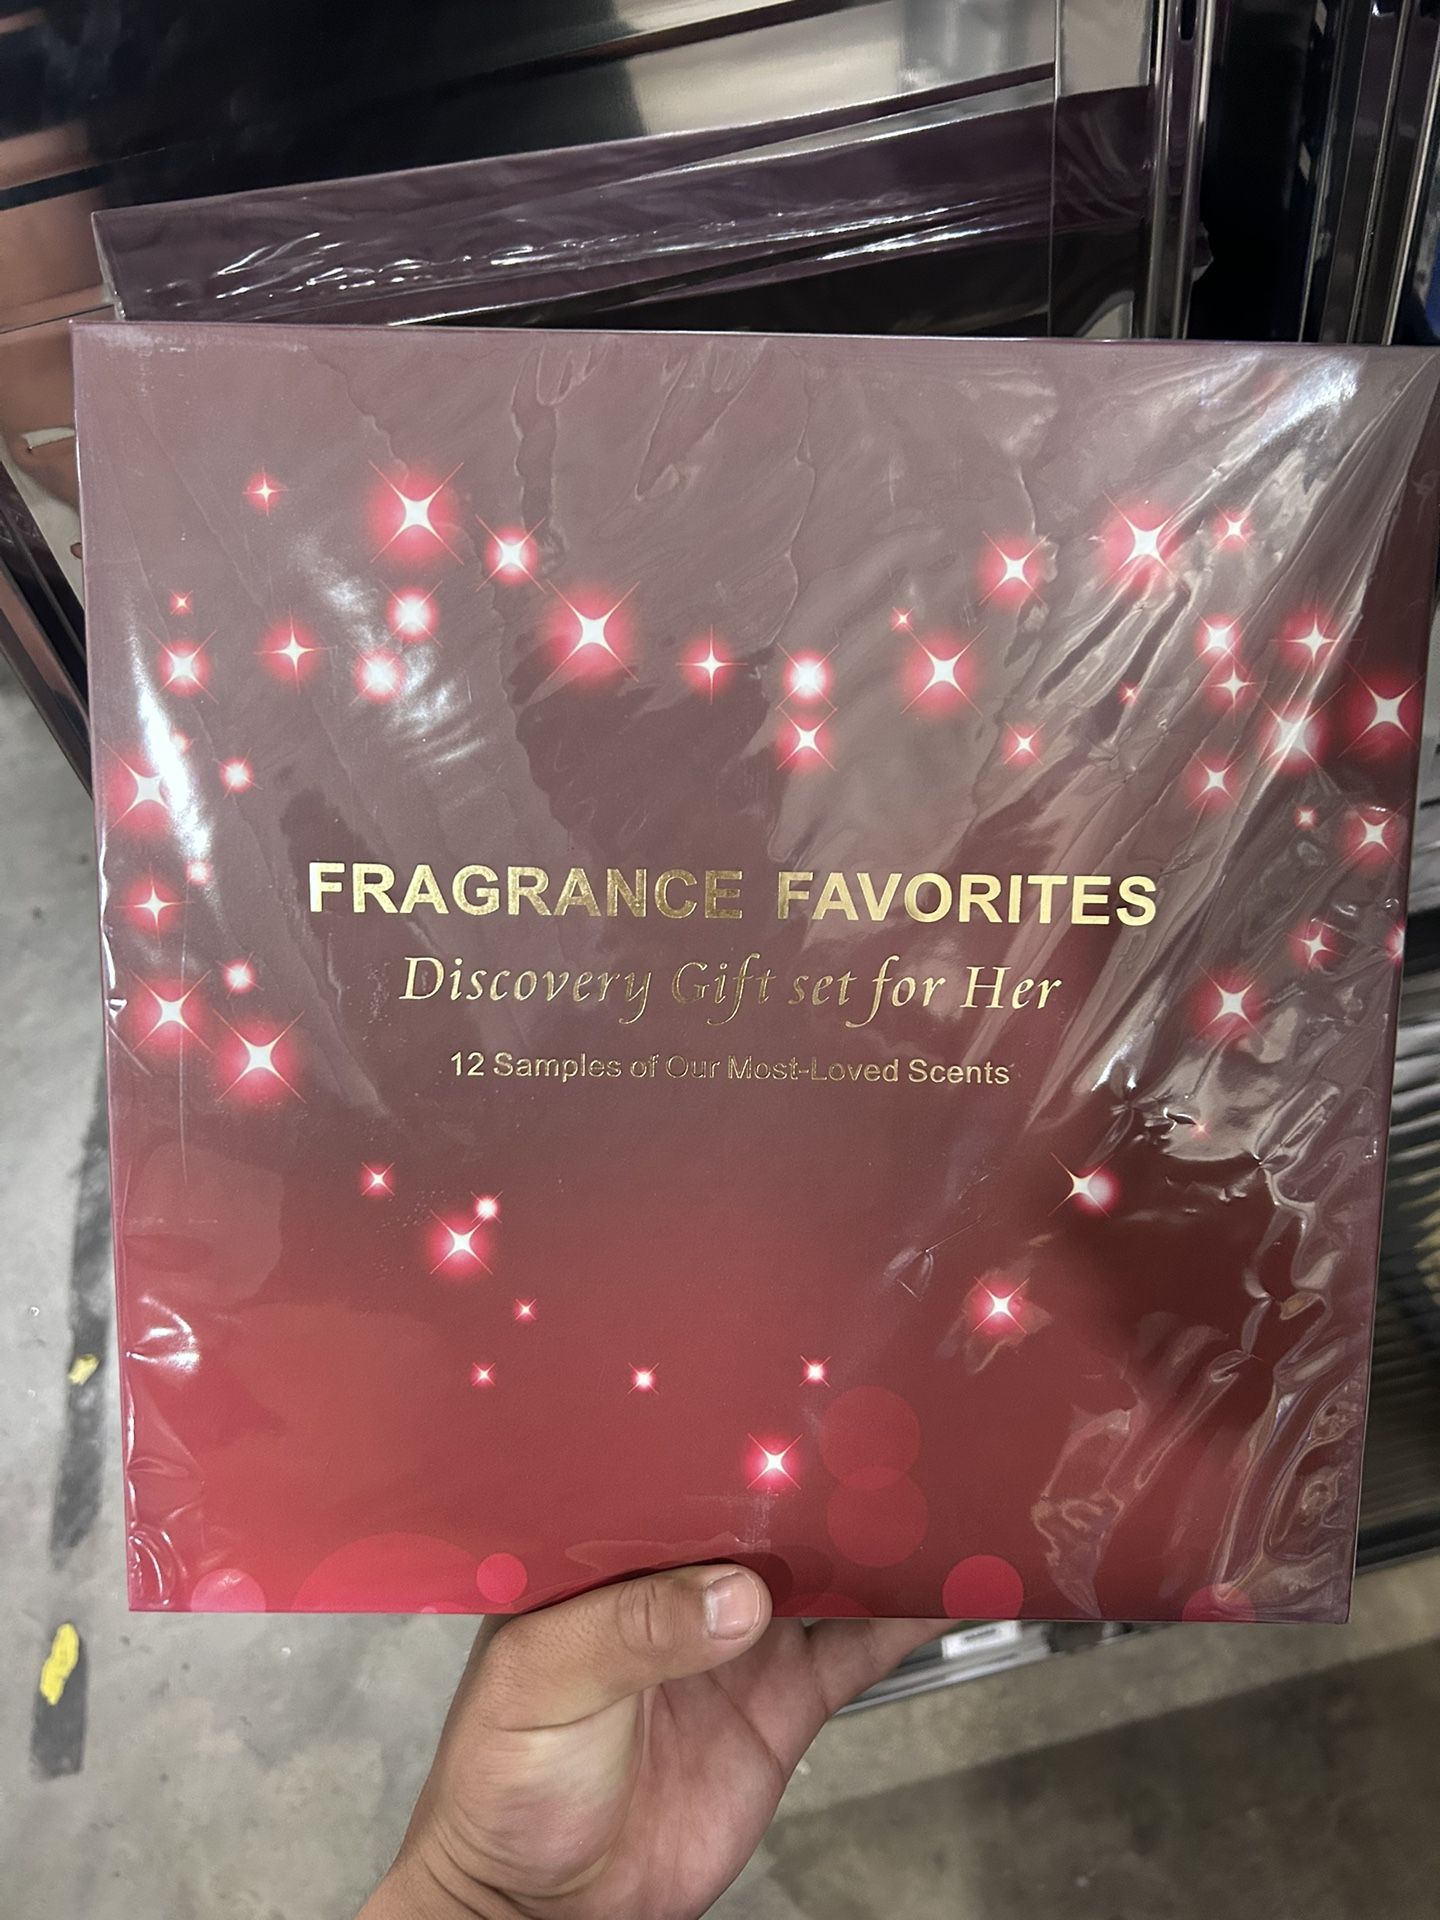 FRAGRANCE FAVORITES
Discovery Gift set for Her
12 Samples of Our Most-Loved Scents